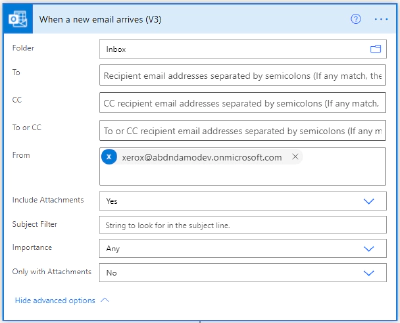 When a new email arrives (V3)
Folder
Inbox
To
Recipient email addresses separated by semicolons (If any match, the
CC
CC recipient email addresses separated by semicolons (If any match,
To or CC
To or CC recipient email addresses separated by semicolons (If any m
From
x xerox@abdndamodev.onmicrosoft.com ×
Include Attachments
Yes
Subject Filter
String to look for in the subject line.
Importance
Any
Only with Attachments
No
Hide advanced options